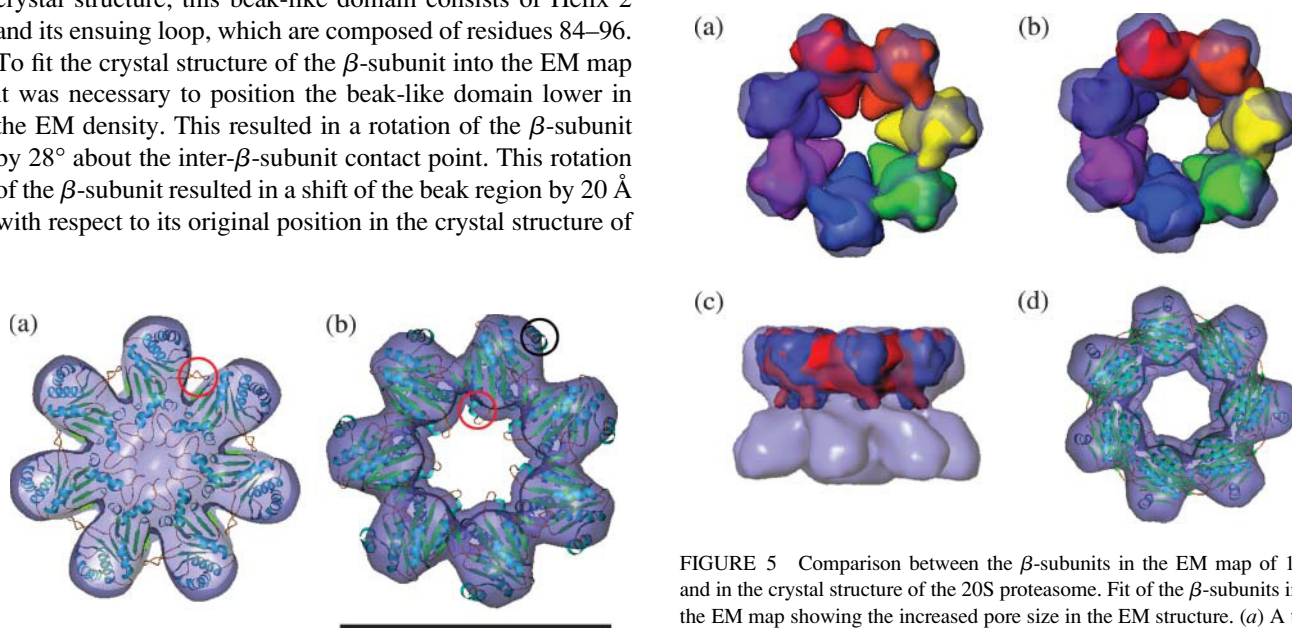 crystal structure, this beak-like domain consists of Helix 2
and its ensuing loop, which are composed of residues 84–96.
To fit the crystal structure of the β-subunit into the EM map
it was necessary to position the beak-like domain lower in
the EM density. This resulted in a rotation of the β-subunit
by 28° about the inter-β-subunit contact point. This rotation
of the β-subunit resulted in a shift of the beak region by 20 Å
with respect to its original position in the crystal structure of
(a)
(b)
(a)
(b)
(c)
(d)
FIGURE 5 Comparison between the β-subunits in the EM map of
and in the crystal structure of the 20S proteasome. Fit of the β-subunits
the EM map showing the increased pore size in the EM structure. (a) A